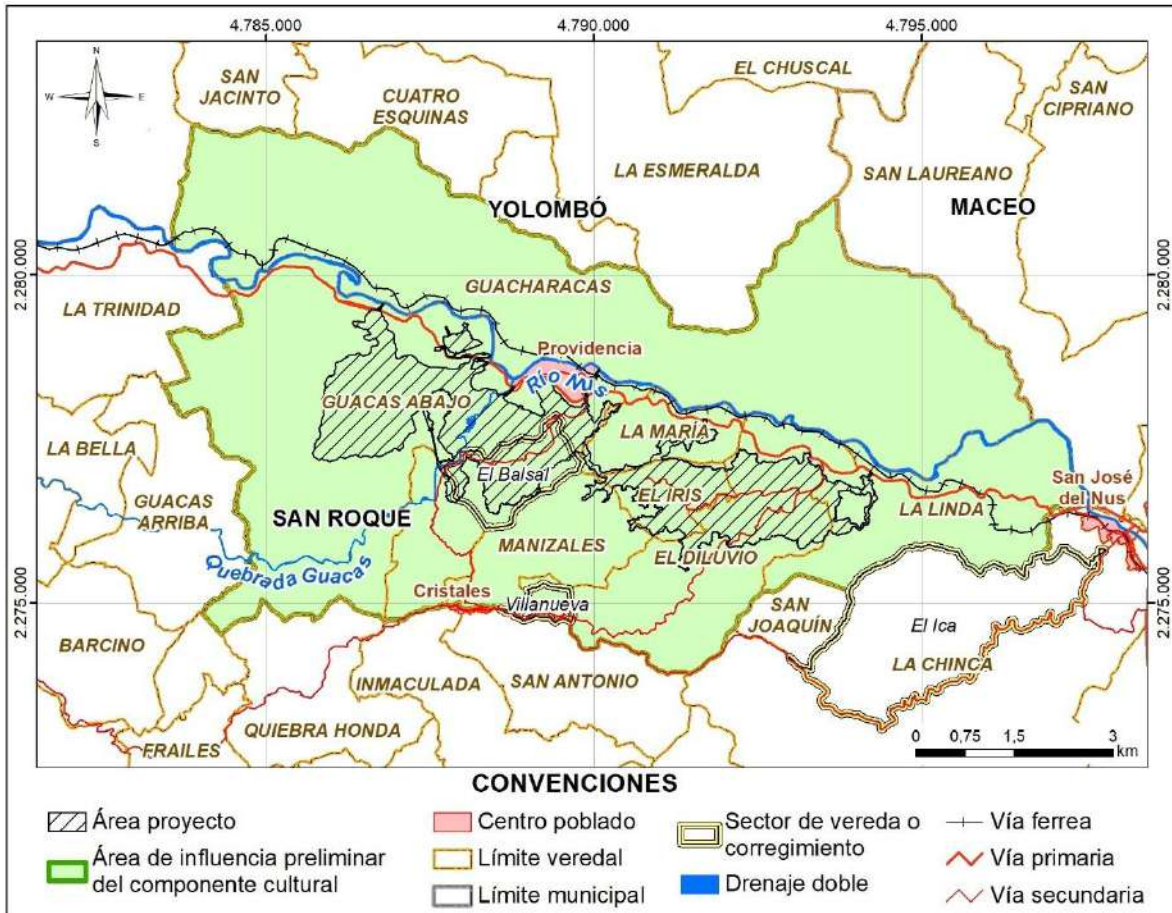 4.785.000
4.790.000
4.795.000
N
W E
S
SAN
JACINTO
CUATRO
ESQUINAS
EL CHUSCAL
SAN
CIPRIANO
LA ESMERALDA
SAN LAUREANO
YOLOMBÓ
MACEO
2.280.000
2.280.000
LA TRINIDAD
GUACHARACAS
Providencia
Río Nus
GUACAS ABAJO
LA MARÍA
LA BELLA
El Balsal
EL IRIS
San José
del Nus
GUACAS
ARRIBA
LA LINDA
SAN ROQUE
MANIZALES
EL DILUVIO
Quebrada Guacas
Cristales
Villanueva
2.275.000
2.275.000
SAN
JOAQUÍN
El Ica
BARCINO
LA CHINCA
INMACULADA
SAN ANTONIO
QUIEBRA HONDA
FRAILES
0 0,75 1,5 3
km
CONVENCIONES
Área proyecto
Área de influencia preliminar
del componente cultural
Centro poblado
Límite veredal
Límite municipal
Sector de vereda o
corregimiento
Drenaje doble
Vía ferrea
Vía primaria
Vía secundaria